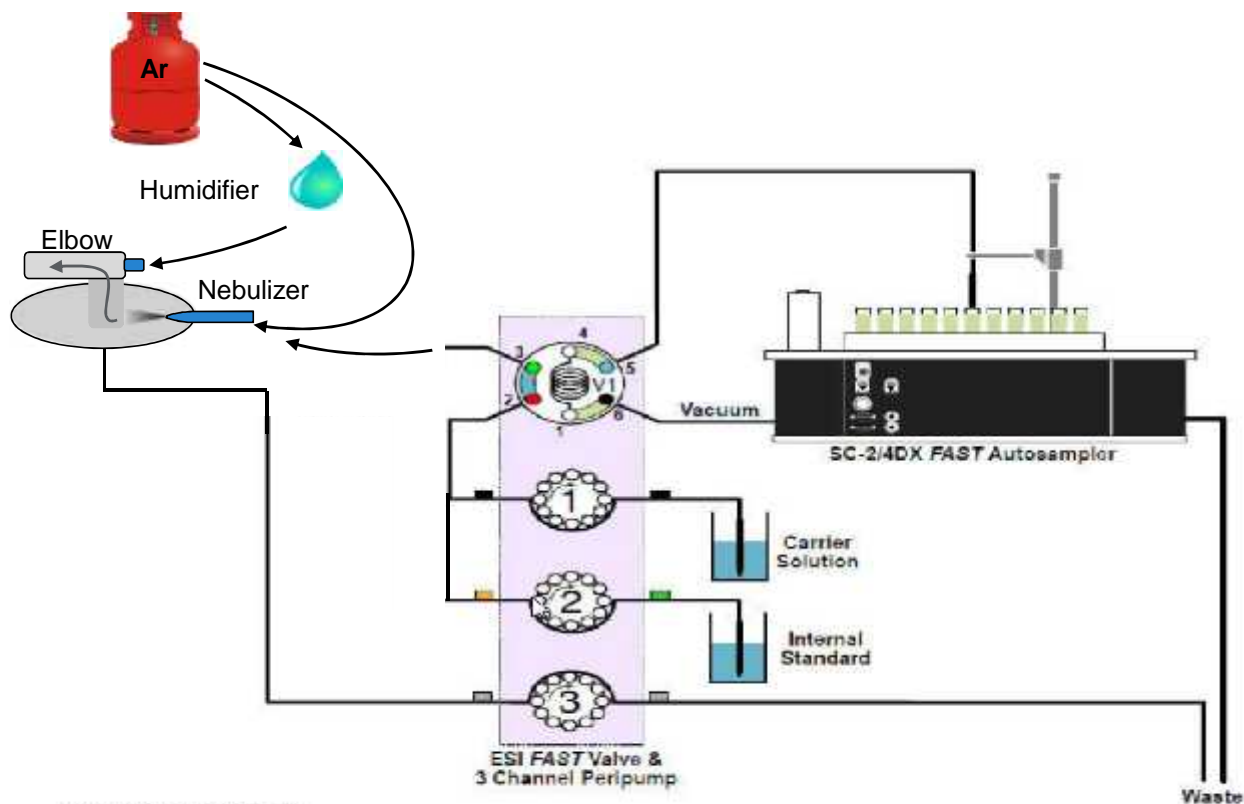 Ar
Humidifier
Elbow
Nebulizer
4
3
5
V1
2
6
1
Vacuum
SC-2/4DX FAST Autosampler
1
Carrier
Solution
2
Internal
Standard
3
ESI FAST Valve &
3 Channel Peripump
Waste